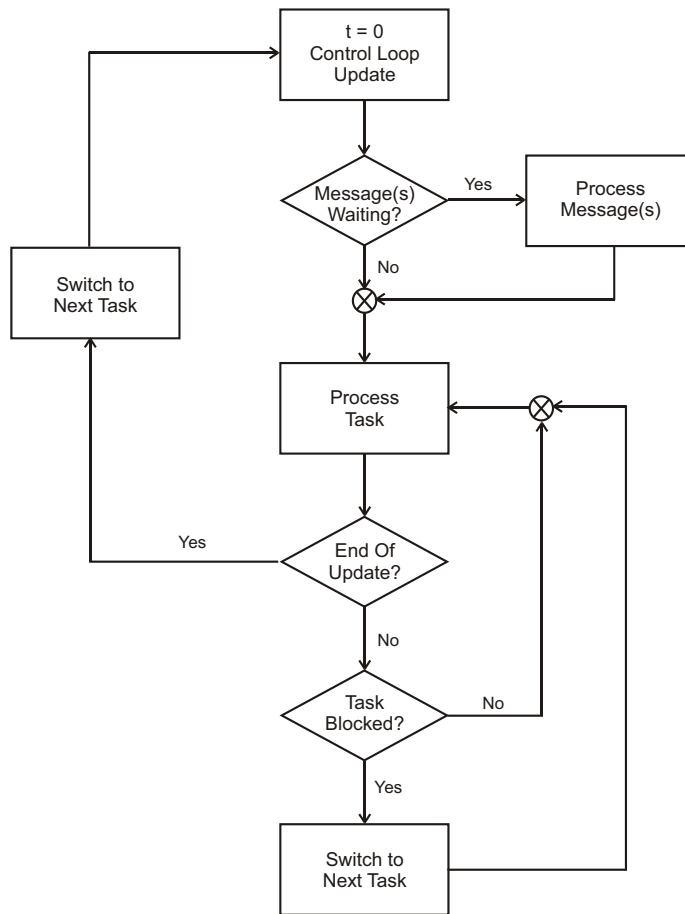 t = 0
Control Loop
Update
Message(s)
Waiting?
Yes
Process
Message(s)
No
Switch to
Next Task
Process
Task
End Of
Update?
Yes
No
Task
Blocked?
No
Yes
Switch to
Next Task